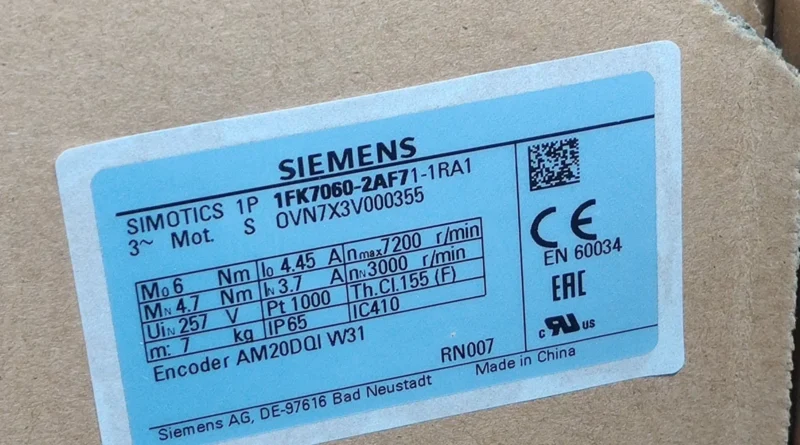 SIEMENS
SIMOTICS 1P 1FK7060-2AF71-1RA1
3~ Mot. S OVN7X3V000355
M₀ 6 Nm I₀ 4.45 A nmax 7200 r/min
MN 4.7 Nm IN 3.7 A nN 3000 r/min
UiN 257 V Pt 1000 Th.Cl.155 (F)
m: 7 kg IP65 IC410
Encoder AM20DQI W31
RN007
Siemens AG, DE-97616 Bad Neustadt
Made in China
CE
EN 60034
EAC
c RU US